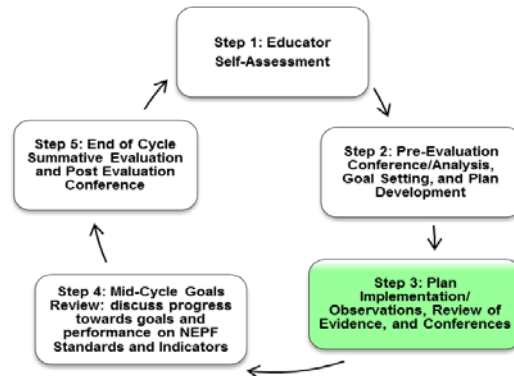 Step 1: Educator
Self-Assessment
Step 2: Pre-Evaluation
Conference/Analysis,
Goal Setting, and Plan
Development
Step 3: Plan
Implementation/
Observations, Review of
Evidence, and Conferences
Step 4: Mid-Cycle Goals
Review: discuss progress
towards goals and
performance on NEPF
Standards and Indicators
Step 5: End of Cycle
Summative Evaluation
and Post Evaluation
Conference